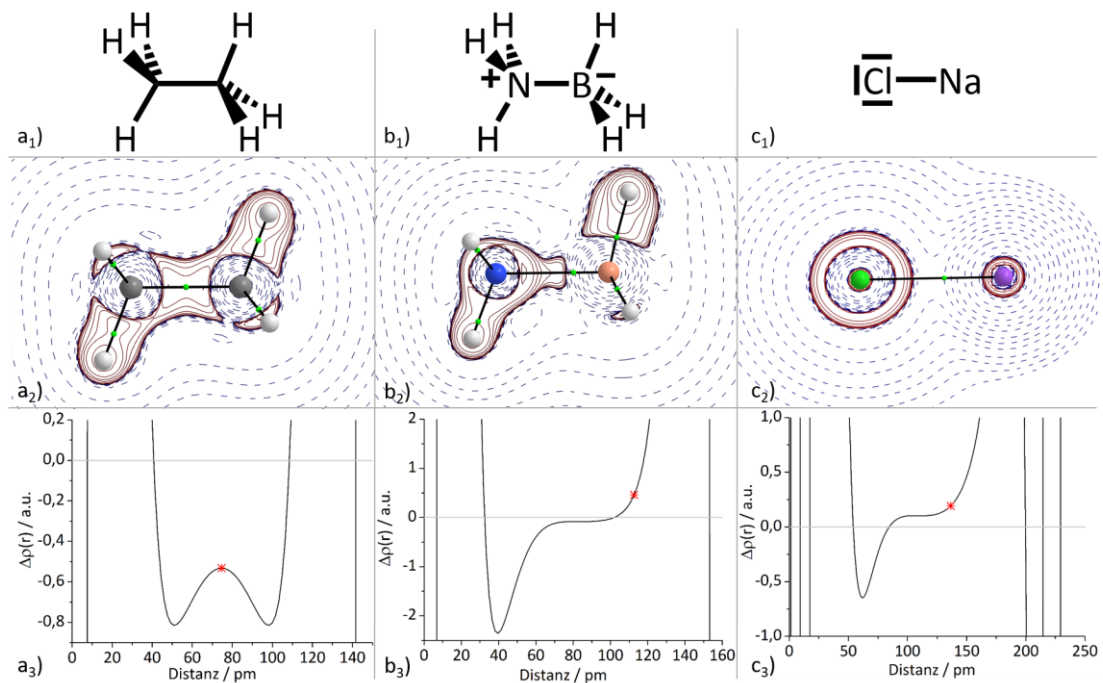 H H H
H H
H
a₁)
H H H
+ N B −
H H H
b₁)
|Cl Na
c₁)
a₂)
b₂)
c₂)
Δρ(r) / a.u.
0,2
0,0
-0,2
-0,4
-0,6
-0,8
0 20 40 60 80 100 120 140
Distanz / pm
a₃)
Δρ(r) / a.u.
2
1
0
-1
-2
0 20 40 60 80 100 120 140 160
Distanz / pm
b₃)
Δρ(r) / a.u.
1,0
0,5
0,0
-0,5
-1,0
0 50 100 150 200 250
Distanz / pm
c₃)